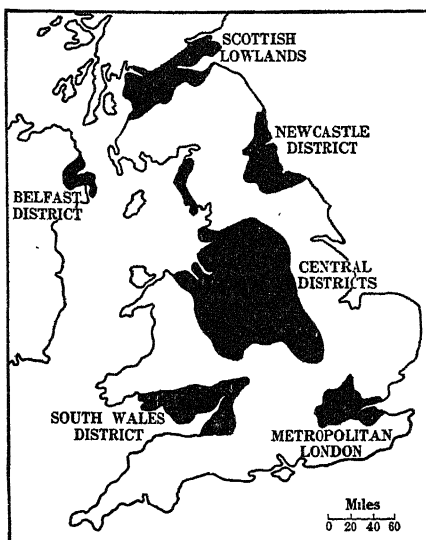 SCOTTISH
LOWLANDS
NEWCASTLE
DISTRICT
BELFAST
DISTRICT
CENTRAL
DISTRICTS
SOUTH WALES
DISTRICT
METROPOLITAN
LONDON
Miles
0 20 40 60